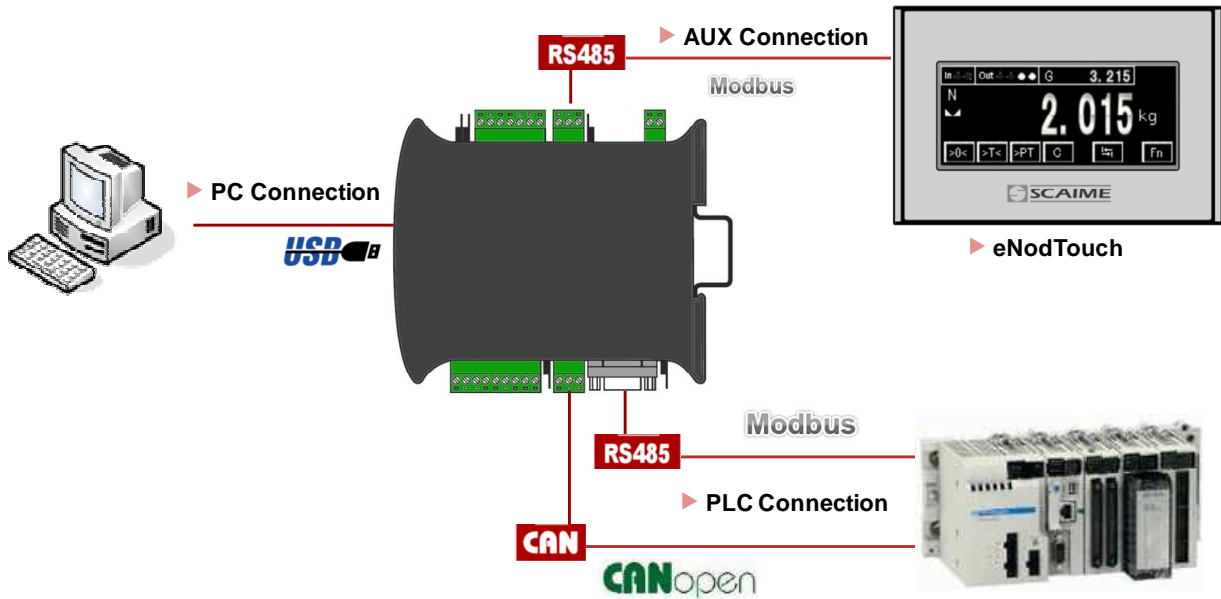 RS485
AUX Connection
Modbus
In Out G 3.215
N
2.015 kg
>0< >T< >PT C Fn
SCAIME
eNodTouch
PC Connection
USB
Modbus
RS485
PLC Connection
CAN
CANopen